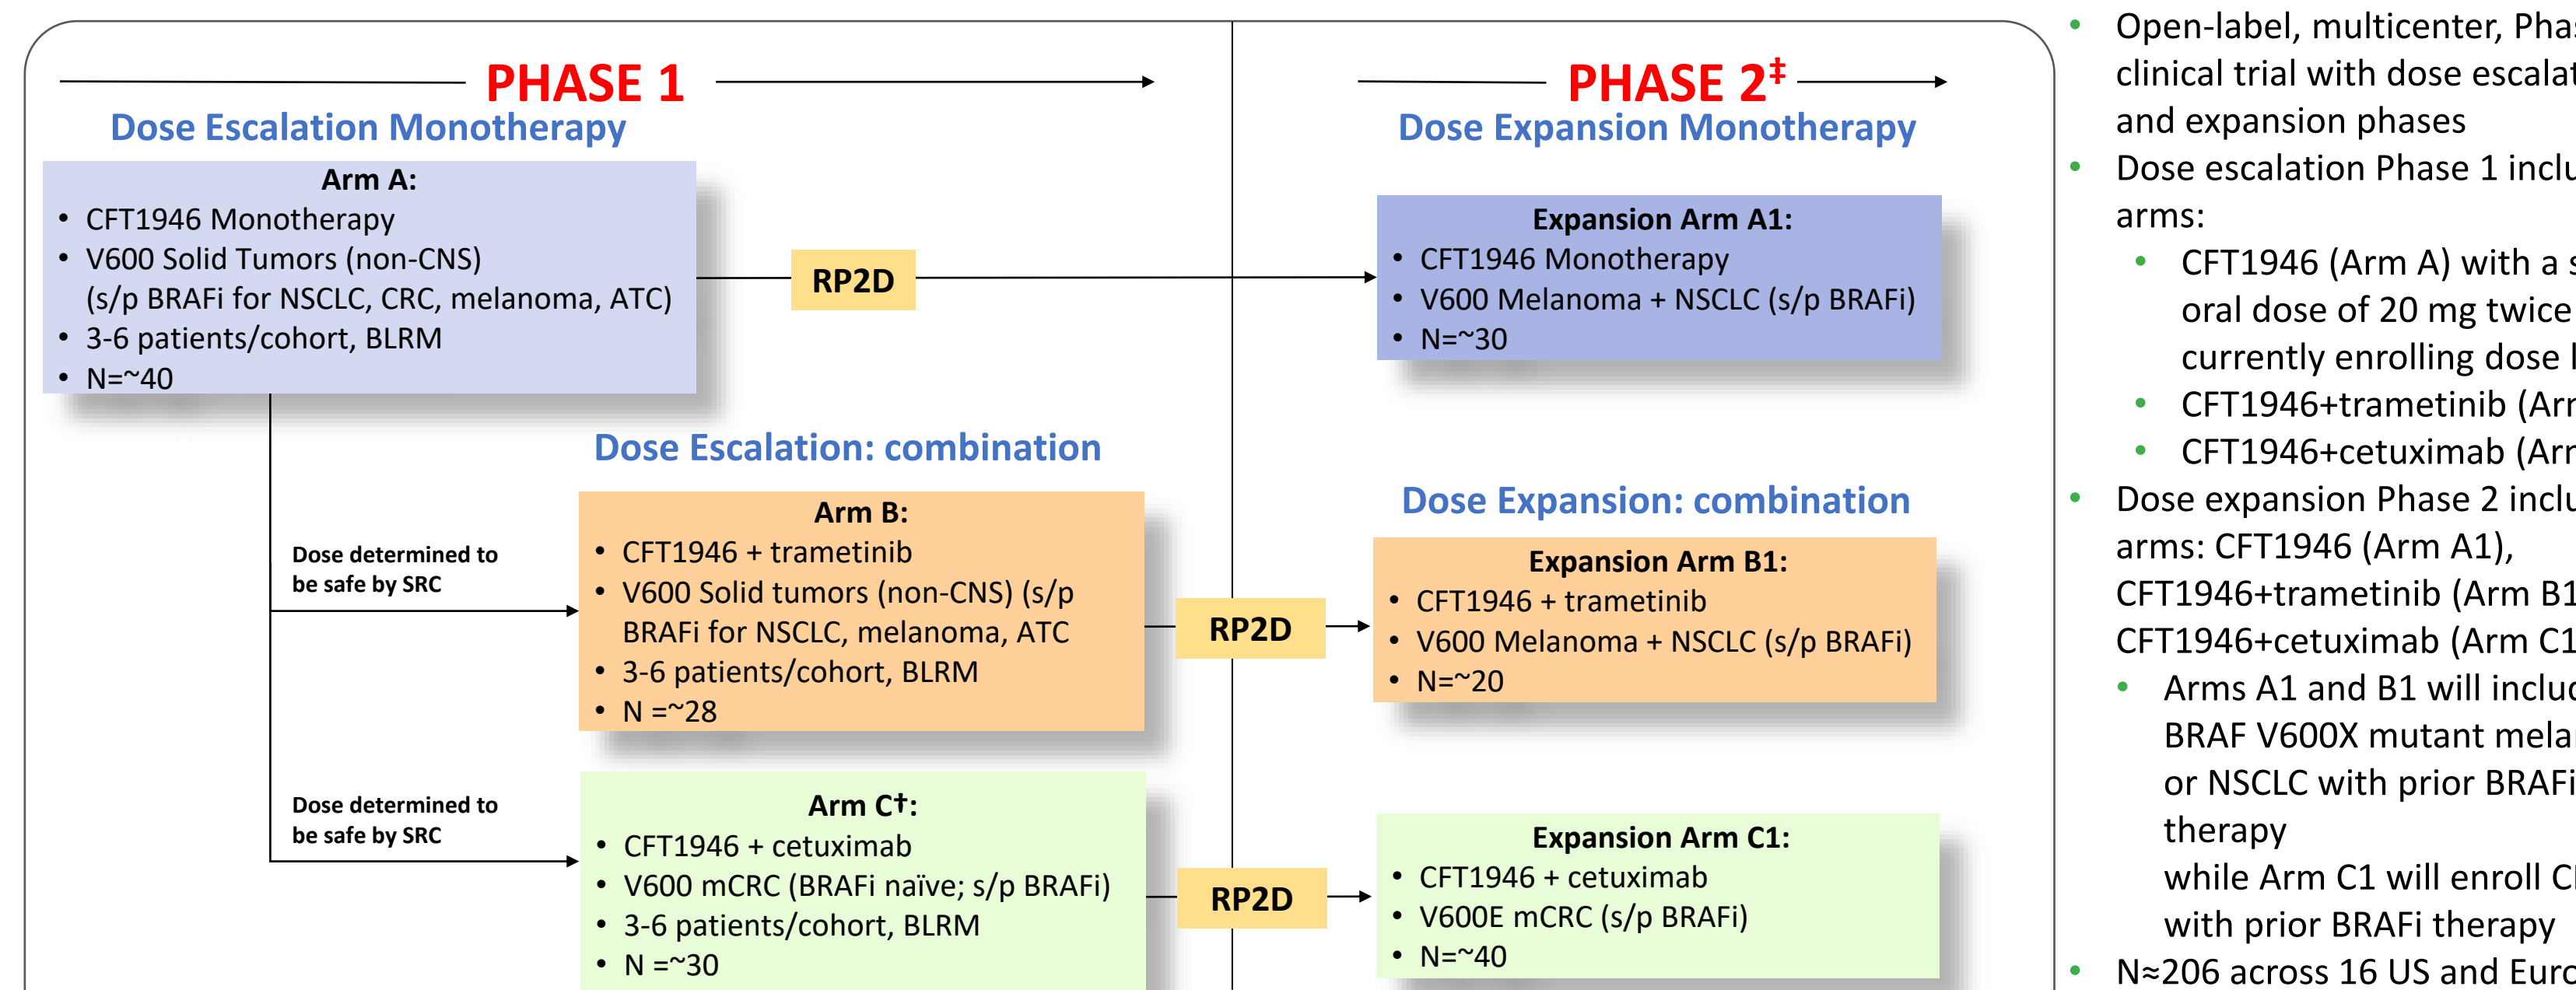 PHASE 1
Dose Escalation Monotherapy
Arm A:
• CFT1946 Monotherapy
• V600 Solid Tumors (non-CNS)
(s/p BRAFi for NSCLC, CRC, melanoma, ATC)
• 3-6 patients/cohort, BLRM
• N=~40
RP2D
Dose Escalation: combination
Dose determined to
be safe by SRC
Arm B:
• CFT1946 + trametinib
• V600 Solid tumors (non-CNS) (s/p
BRAFi for NSCLC, melanoma, ATC
• 3-6 patients/cohort, BLRM
• N =~28
RP2D
Dose determined to
be safe by SRC
Arm C†:
• CFT1946 + cetuximab
• V600 mCRC (BRAFi naïve; s/p BRAFi)
• 3-6 patients/cohort, BLRM
• N =~30
RP2D
PHASE 2‡
Dose Expansion Monotherapy
Expansion Arm A1:
• CFT1946 Monotherapy
• V600 Melanoma + NSCLC (s/p BRAFi)
• N=~30
Dose Expansion: combination
Expansion Arm B1:
• CFT1946 + trametinib
• V600 Melanoma + NSCLC (s/p BRAFi)
• N=~20
Expansion Arm C1:
• CFT1946 + cetuximab
• V600E mCRC (s/p BRAFi)
• N=~40
• Open-label, multicenter,
clinical trial with dose
and expansion phases
• Dose escalation Phase 1
arms:
• CFT1946 (Arm A) with a
oral dose of 20 mg twice
currently enrolling dose
• CFT1946+trametinib
• CFT1946+cetuximab
• Dose expansion Phase 2
arms: CFT1946 (Arm A1),
CFT1946+trametinib (Arm B1
CFT1946+cetuximab (Arm C1
• Arms A1 and B1 will
BRAF V600X mutant
or NSCLC with prior BRAFi
therapy
while Arm C1 will enroll
with prior BRAFi therapy
• N≈206 across 16 US and